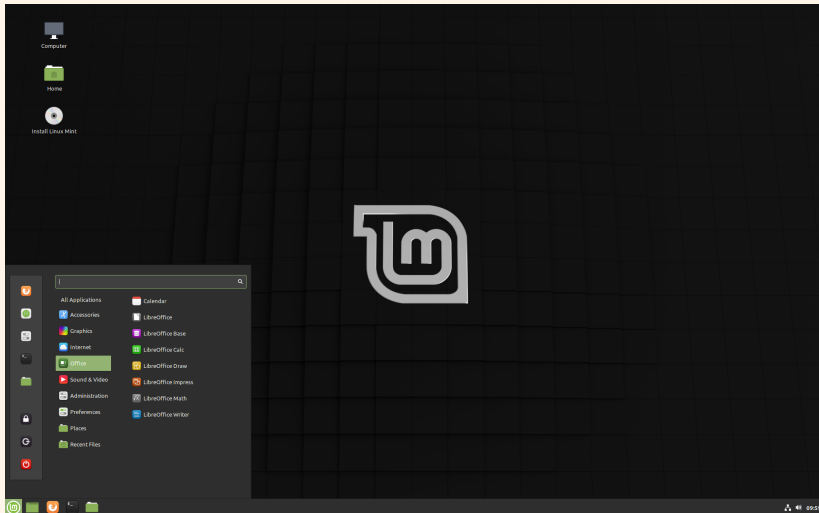 Computer
Home
Install Linux Mint
lm
All Applications
Accessories
Graphics
Internet
Office
Sound & Video
Administration
Preferences
Places
Recent Files
Calendar
LibreOffice
LibreOffice Base
LibreOffice Calc
LibreOffice Draw
LibreOffice Impress
LibreOffice Math
LibreOffice Writer